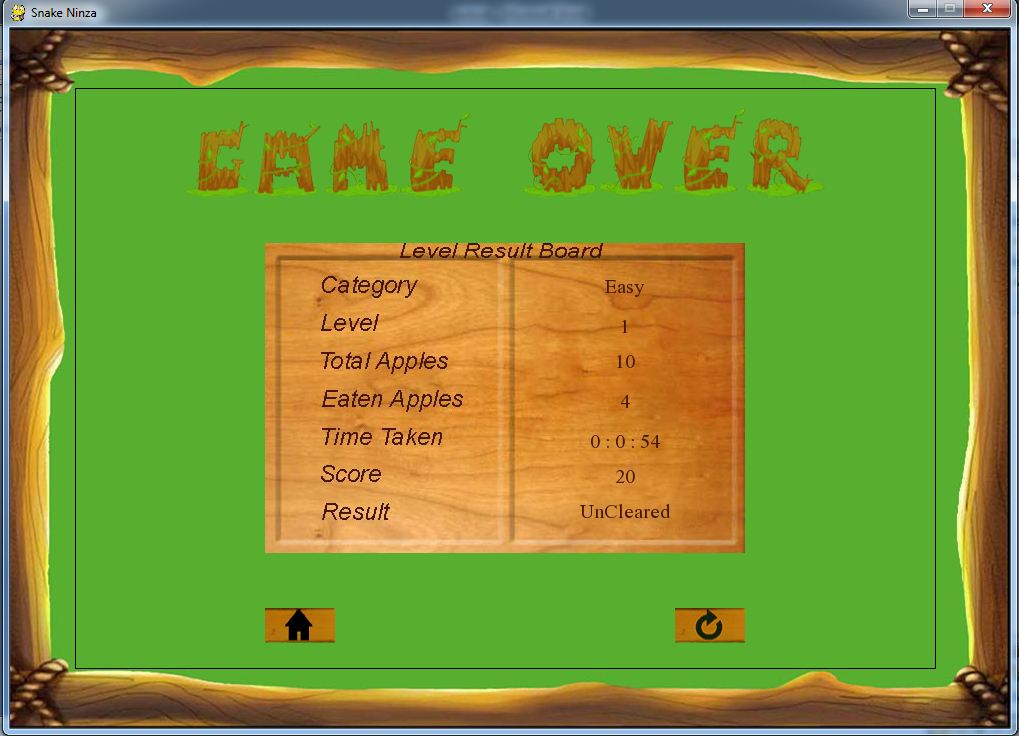 Snake Ninza
GAME OVER
Level Result Board
Category Easy
Level 1
Total Apples 10
Eaten Apples 4
Time Taken 0 : 0 : 54
Score 20
Result UnCleared